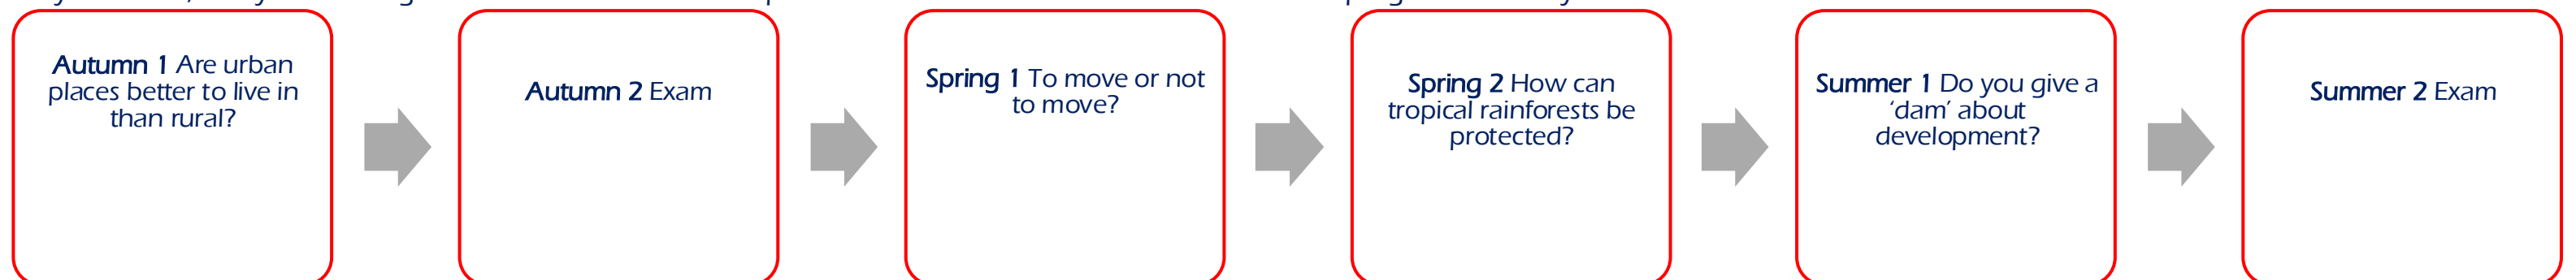 Autumn 1 Are urban
places better to live in
than rural?
Autumn 2 Exam
Spring 1 To move or not
to move?
Spring 2 How can
tropical rainforests be
protected?
Summer 1 Do you give a
‘dam’ about
development?
Summer 2 Exam